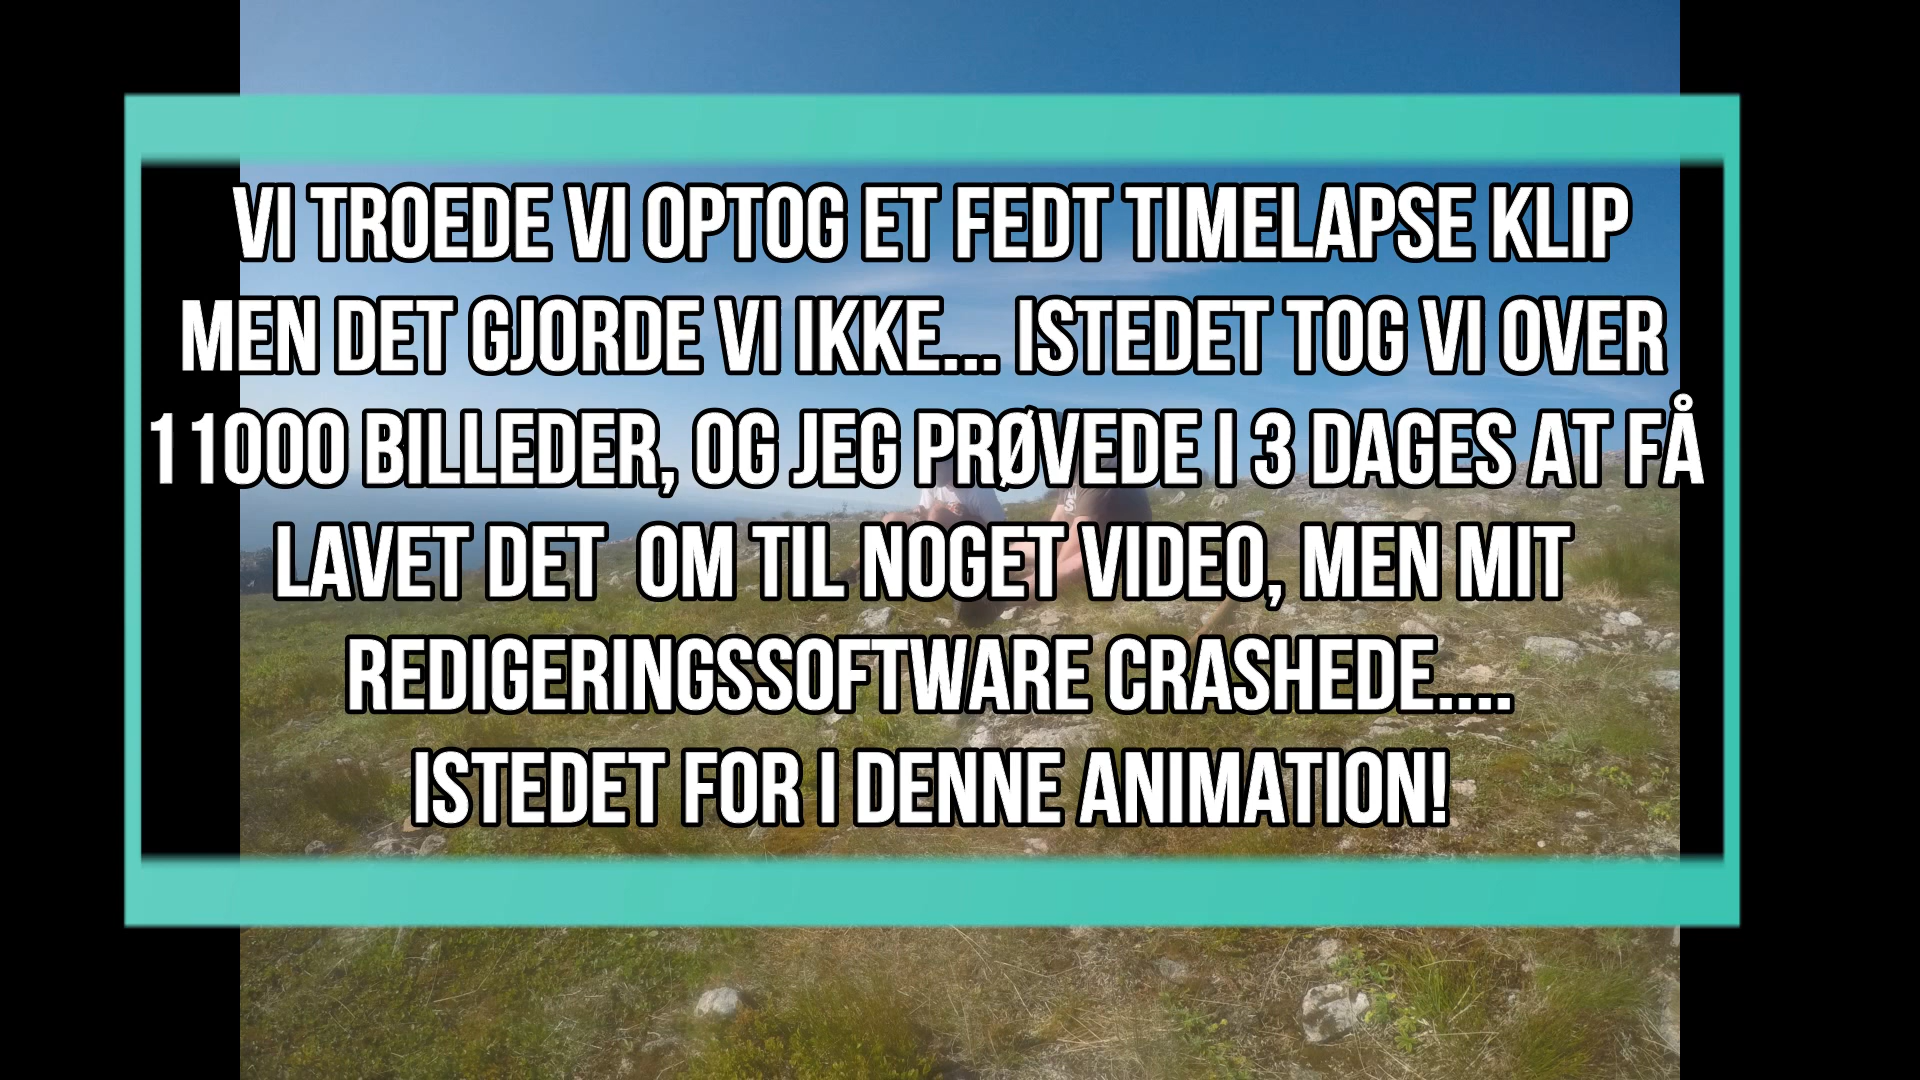 VI TROEDE VI OPTOG ET FEDT TIMELAPSE KLIP
MEN DET GJORDE VI IKKE... ISTEDET TOG VI OVER
11000 BILLEDER, OG JEG PRØVEDE I 3 DAGES AT FÅ
LAVET DET OM TIL NOGET VIDEO, MEN MIT
REDIGERINGSSOFTWARE CRASHEDE....
ISTEDET FOR I DENNE ANIMATION!